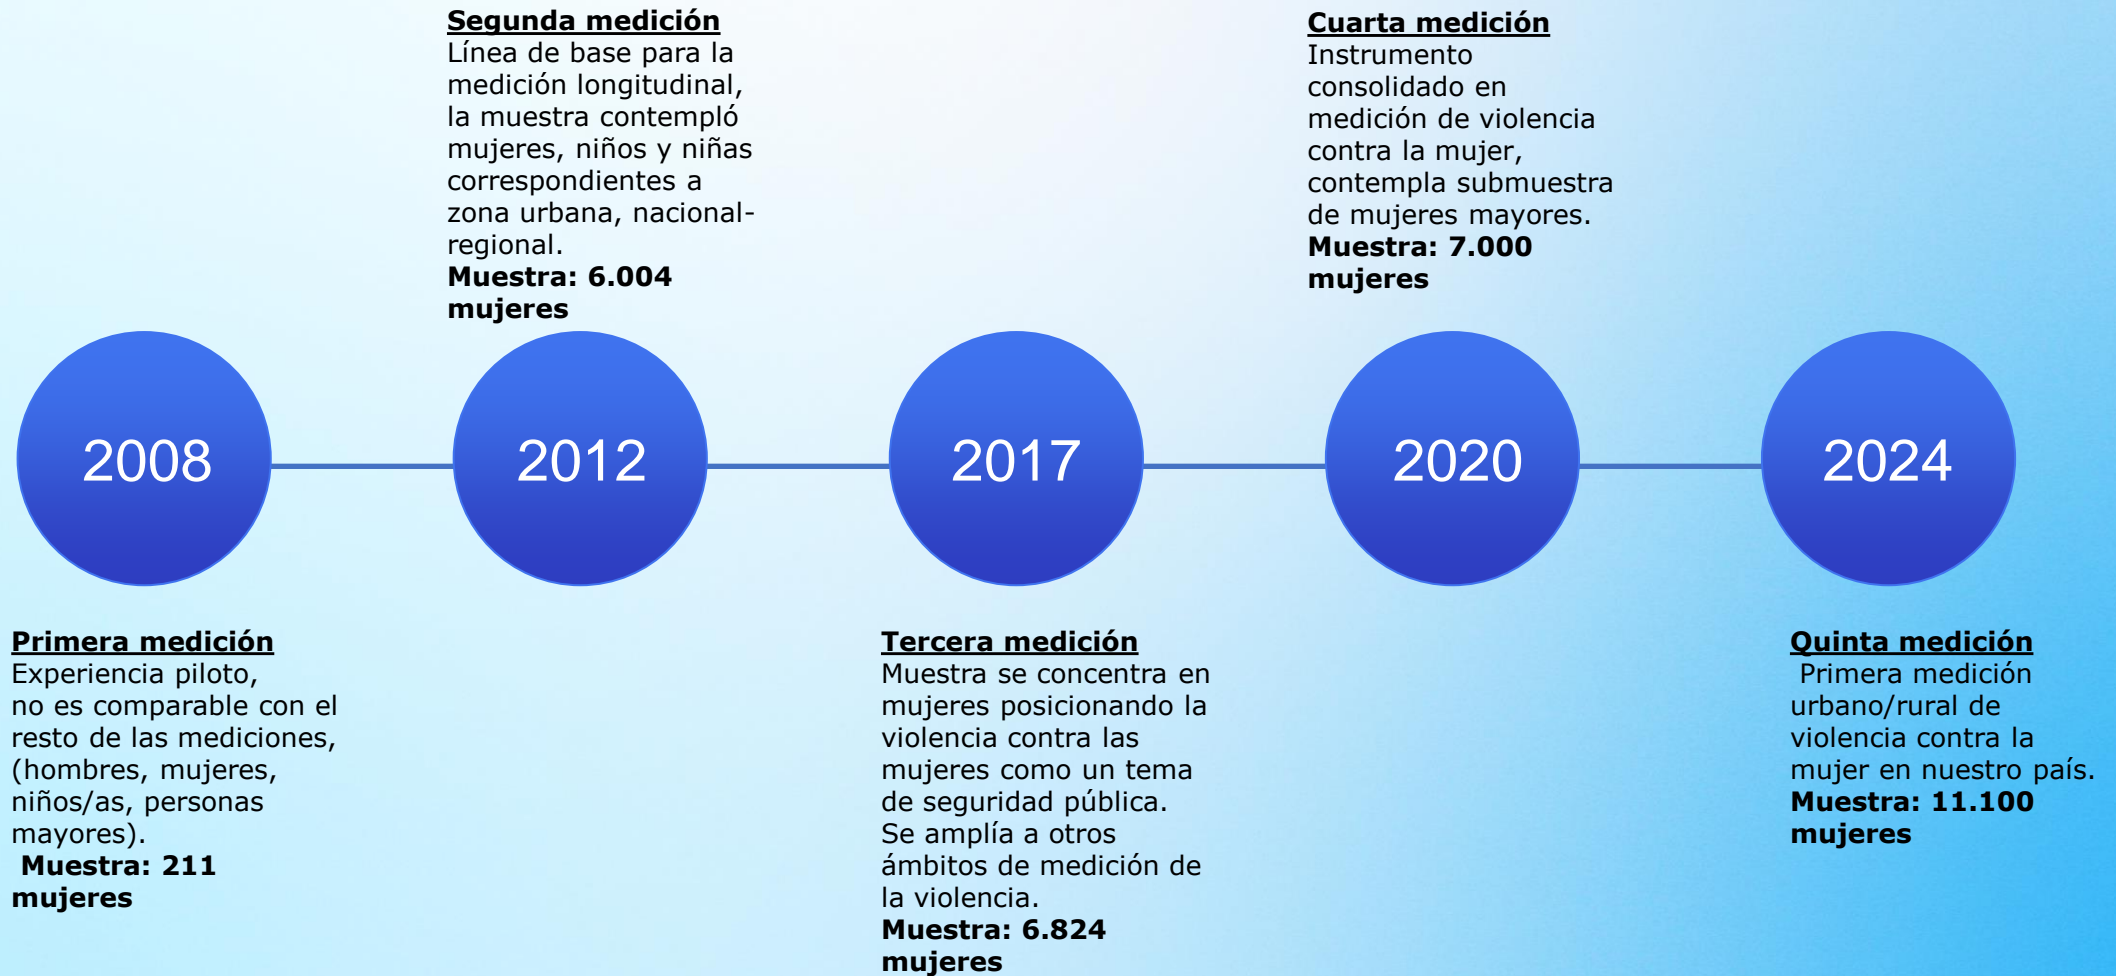 Segunda medición
Línea de base para la
medición longitudinal,
la muestra contempló
mujeres, niños y niñas
correspondientes a
zona urbana, nacional-
regional.
Muestra: 6.004
mujeres
Cuarta medición
Instrumento
consolidado en
medición de violencia
contra la mujer,
contempla submuestra
de mujeres mayores.
Muestra: 7.000
mujeres
2008
2012
2017
2020
2024
Primera medición
Experiencia piloto,
no es comparable con el
resto de las mediciones,
(hombres, mujeres,
niños/as, personas
mayores).
Muestra: 211
mujeres
Tercera medición
Muestra se concentra en
mujeres posicionando la
violencia contra las
mujeres como un tema
de seguridad pública.
Se amplía a otros
ámbitos de medición de
la violencia.
Muestra: 6.824
mujeres
Quinta medición
Primera medición
urbano/rural de
violencia contra la
mujer en nuestro país.
Muestra: 11.100
mujeres